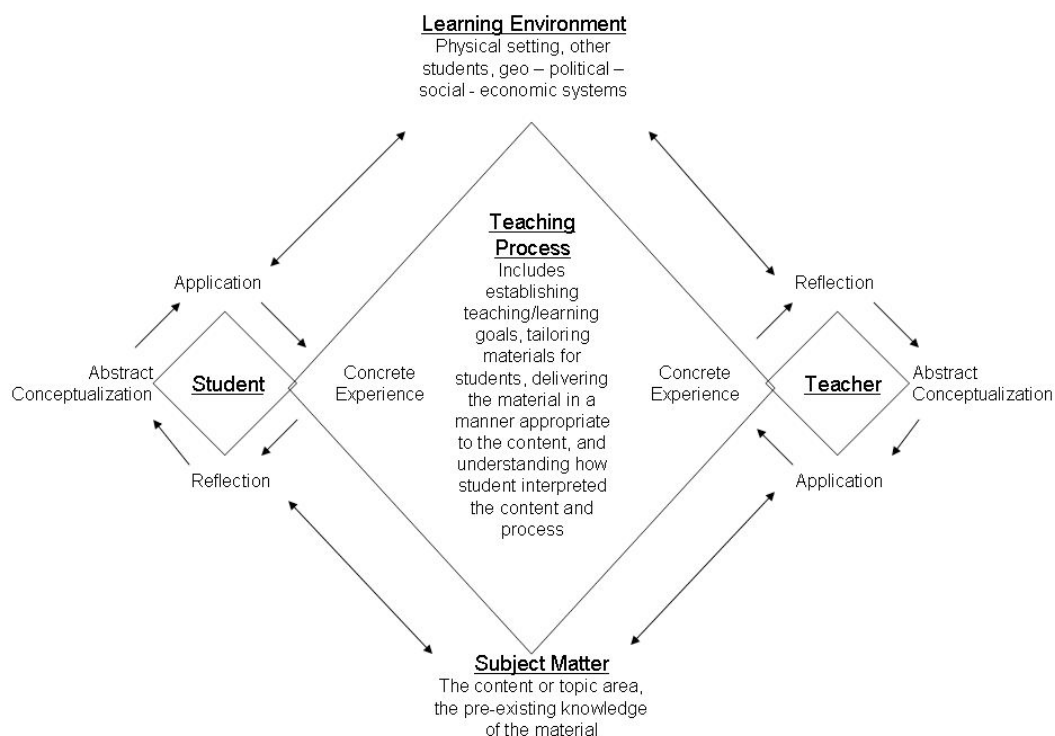 Learning Environment
Physical setting, other
students, geo – political –
social - economic systems
Teaching
Process
Includes
establishing
teaching/learning
goals, tailoring
materials for
students, delivering
the material in a
manner appropriate
to the content, and
understanding how
student interpreted
the content and
process
Application
Abstract
Conceptualization
Student
Concrete
Experience
Reflection
Reflection
Concrete
Experience
Teacher
Abstract
Conceptualization
Application
Subject Matter
The content or topic area,
the pre-existing knowledge
of the material